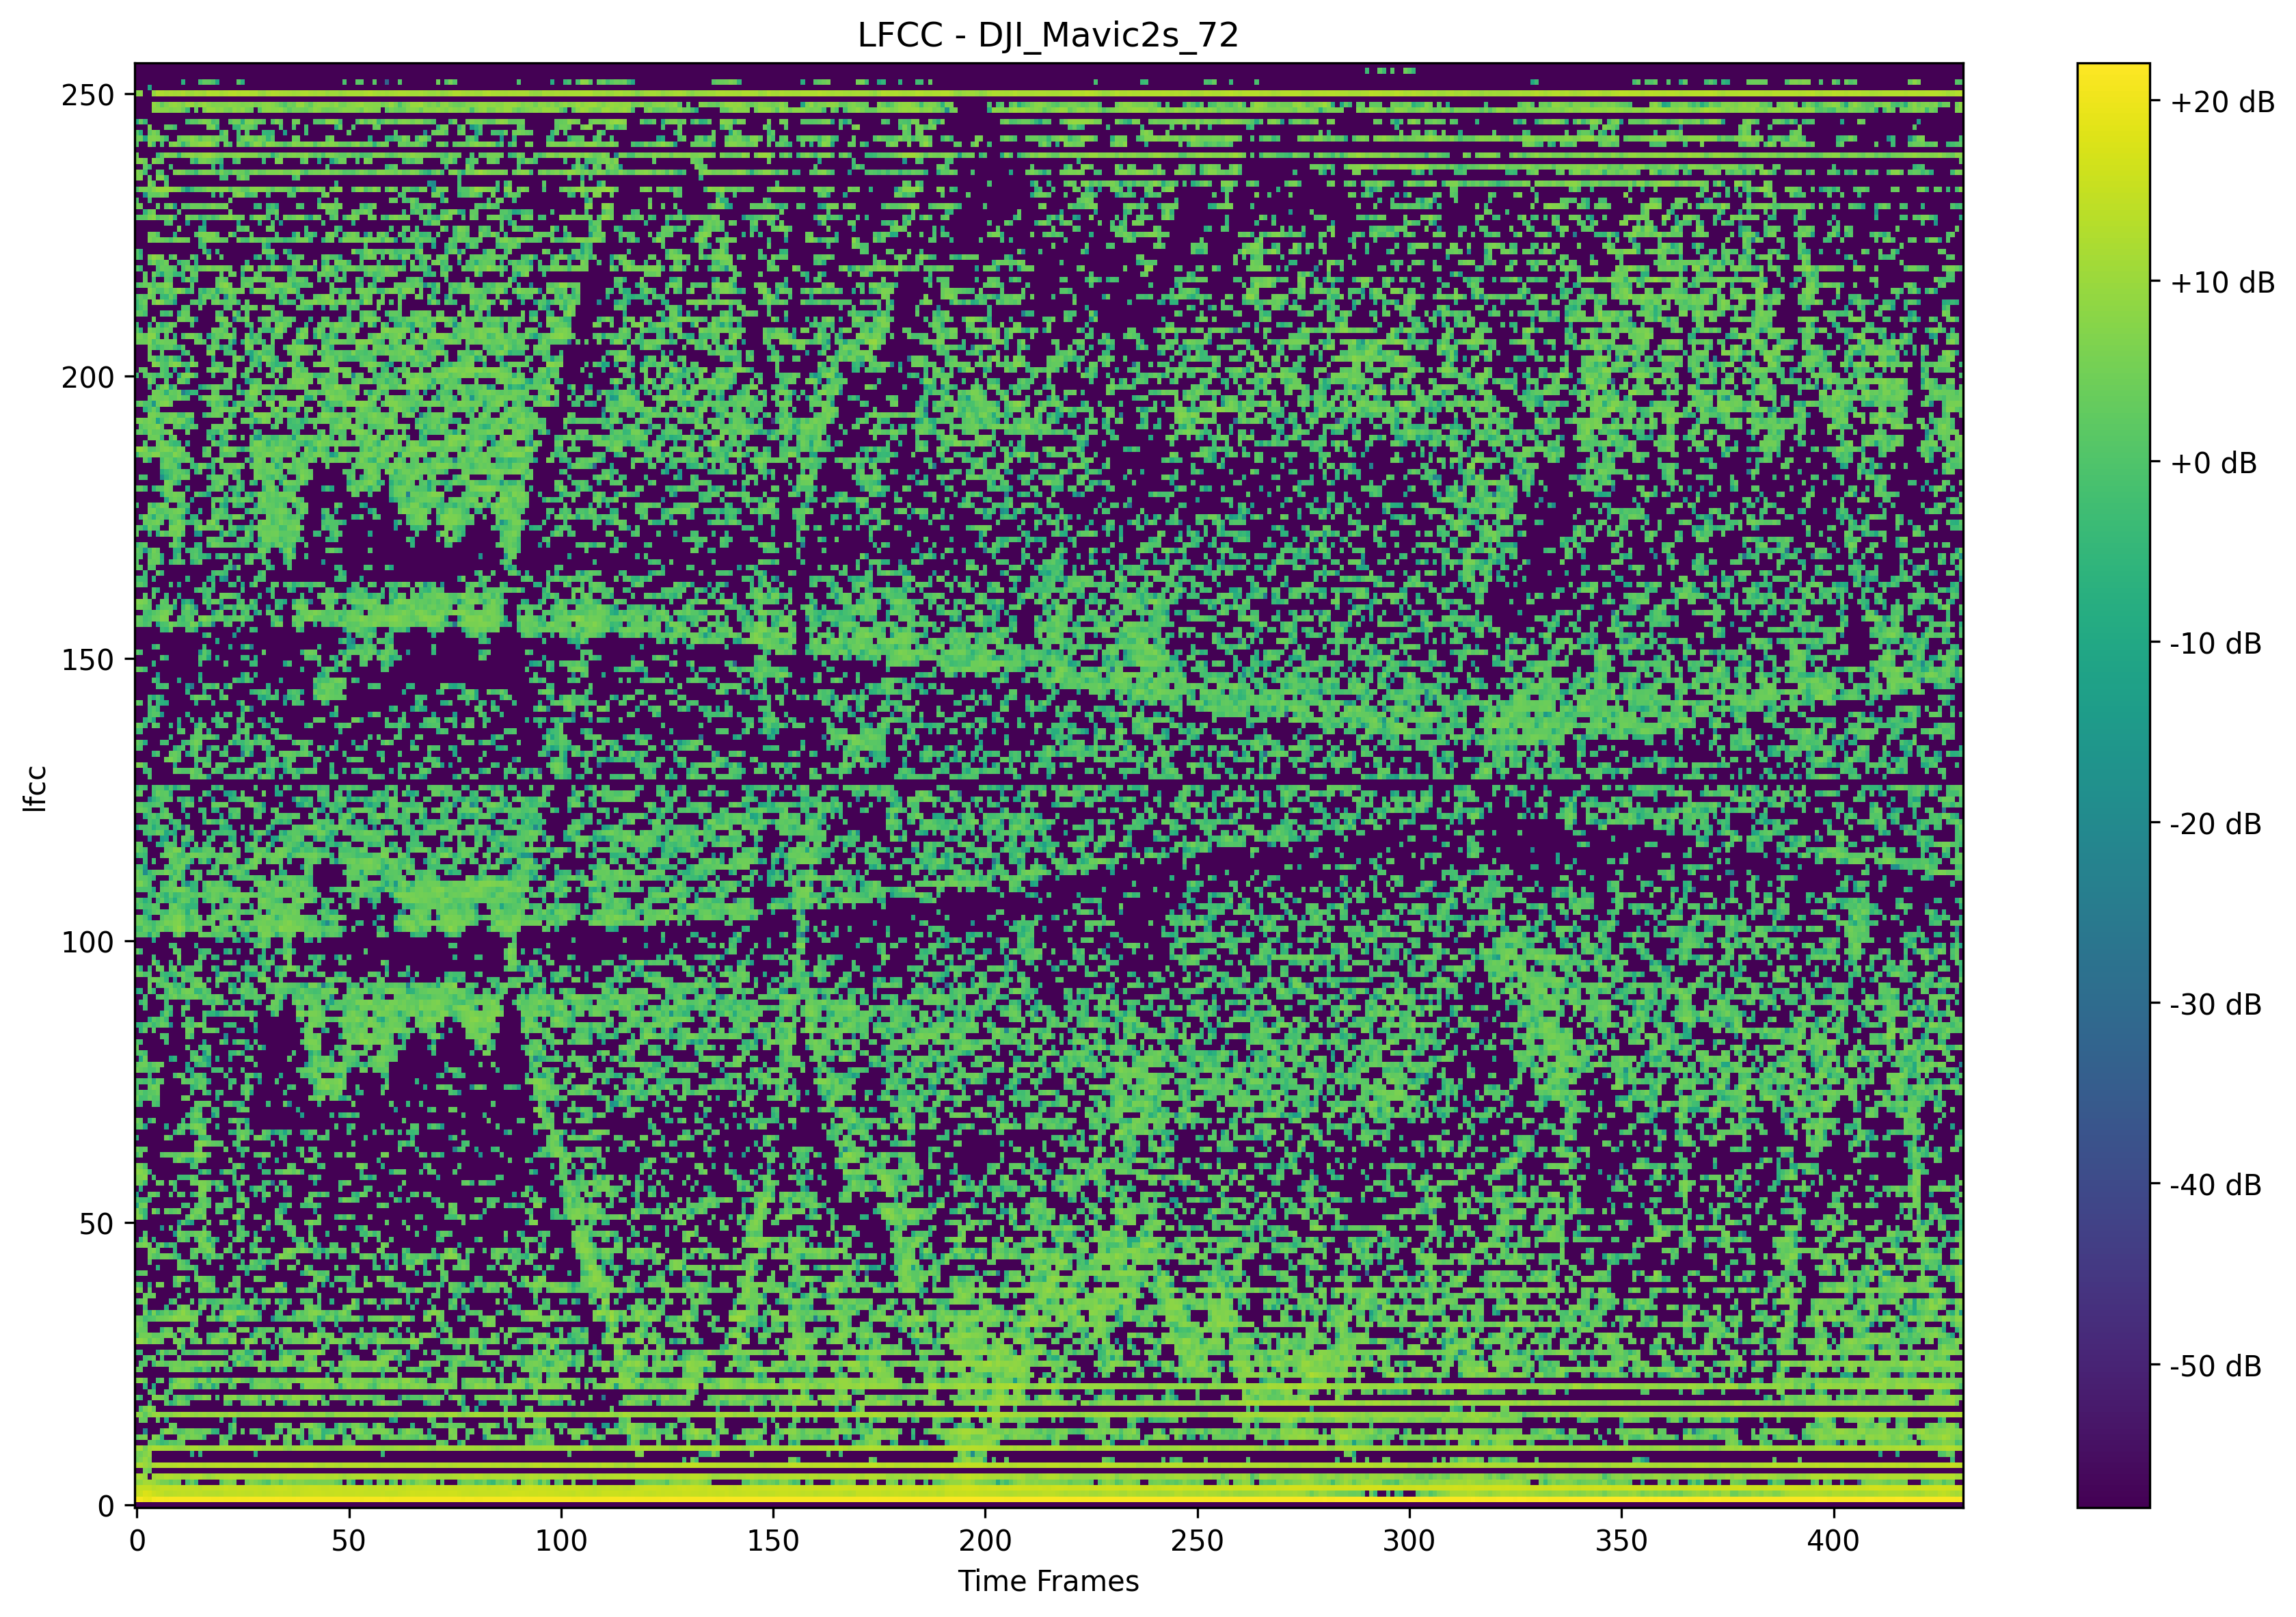 LFCC - DJI_Mavic2s_72
lfcc
250
200
150
100
50
0
0 50 100 150 200 250 300 350 400
Time Frames
+20 dB
+10 dB
+0 dB
-10 dB
-20 dB
-30 dB
-40 dB
-50 dB